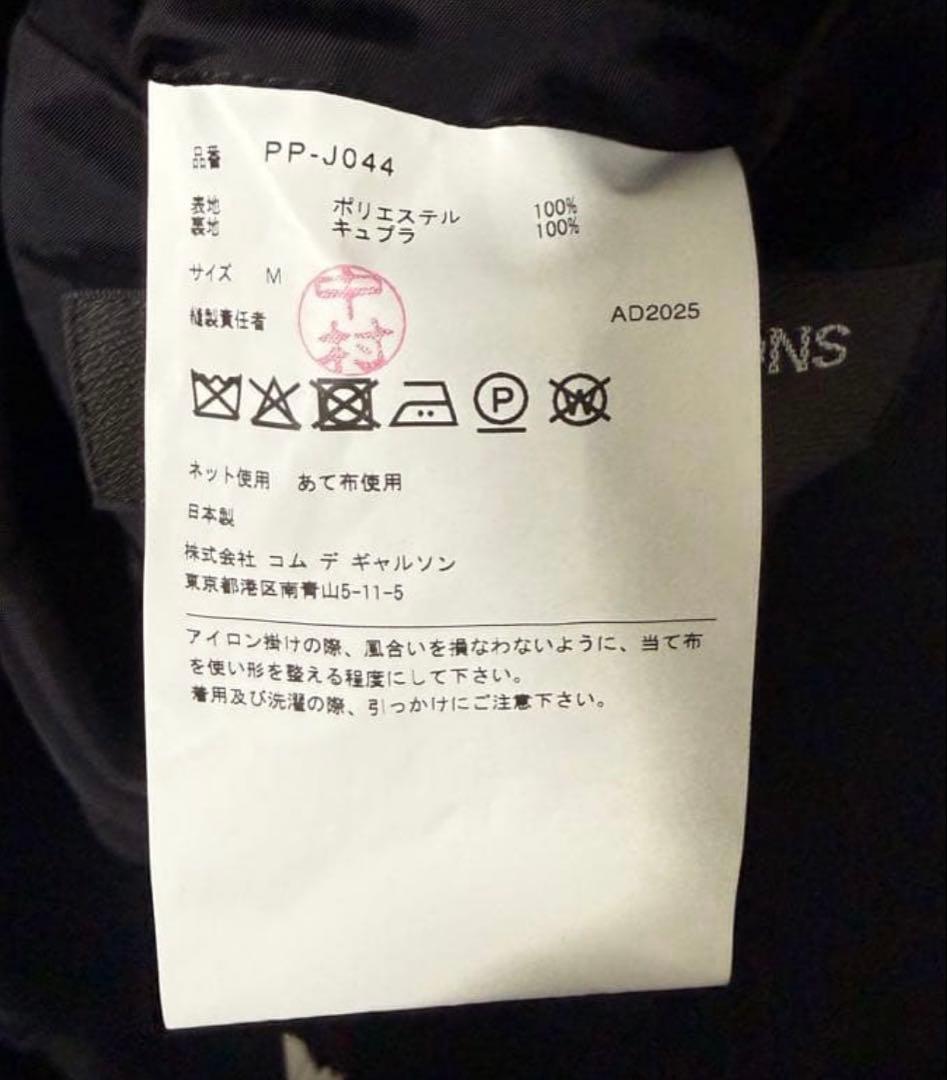 品番 PP-J044
表地 ポリエステル 100%
裏地 キュプラ 100%
サイズ M
縫製責任者 AD2025
P W
ネット使用 あて布使用
日本製
株式会社 コム デ ギャルソン
東京都港区南青山5-11-5
アイロン掛けの際、風合いを損なわないように、当て布
を使い形を整える程度にして下さい。
着用及び洗濯の際、引っかけにご注意下さい。
ONS